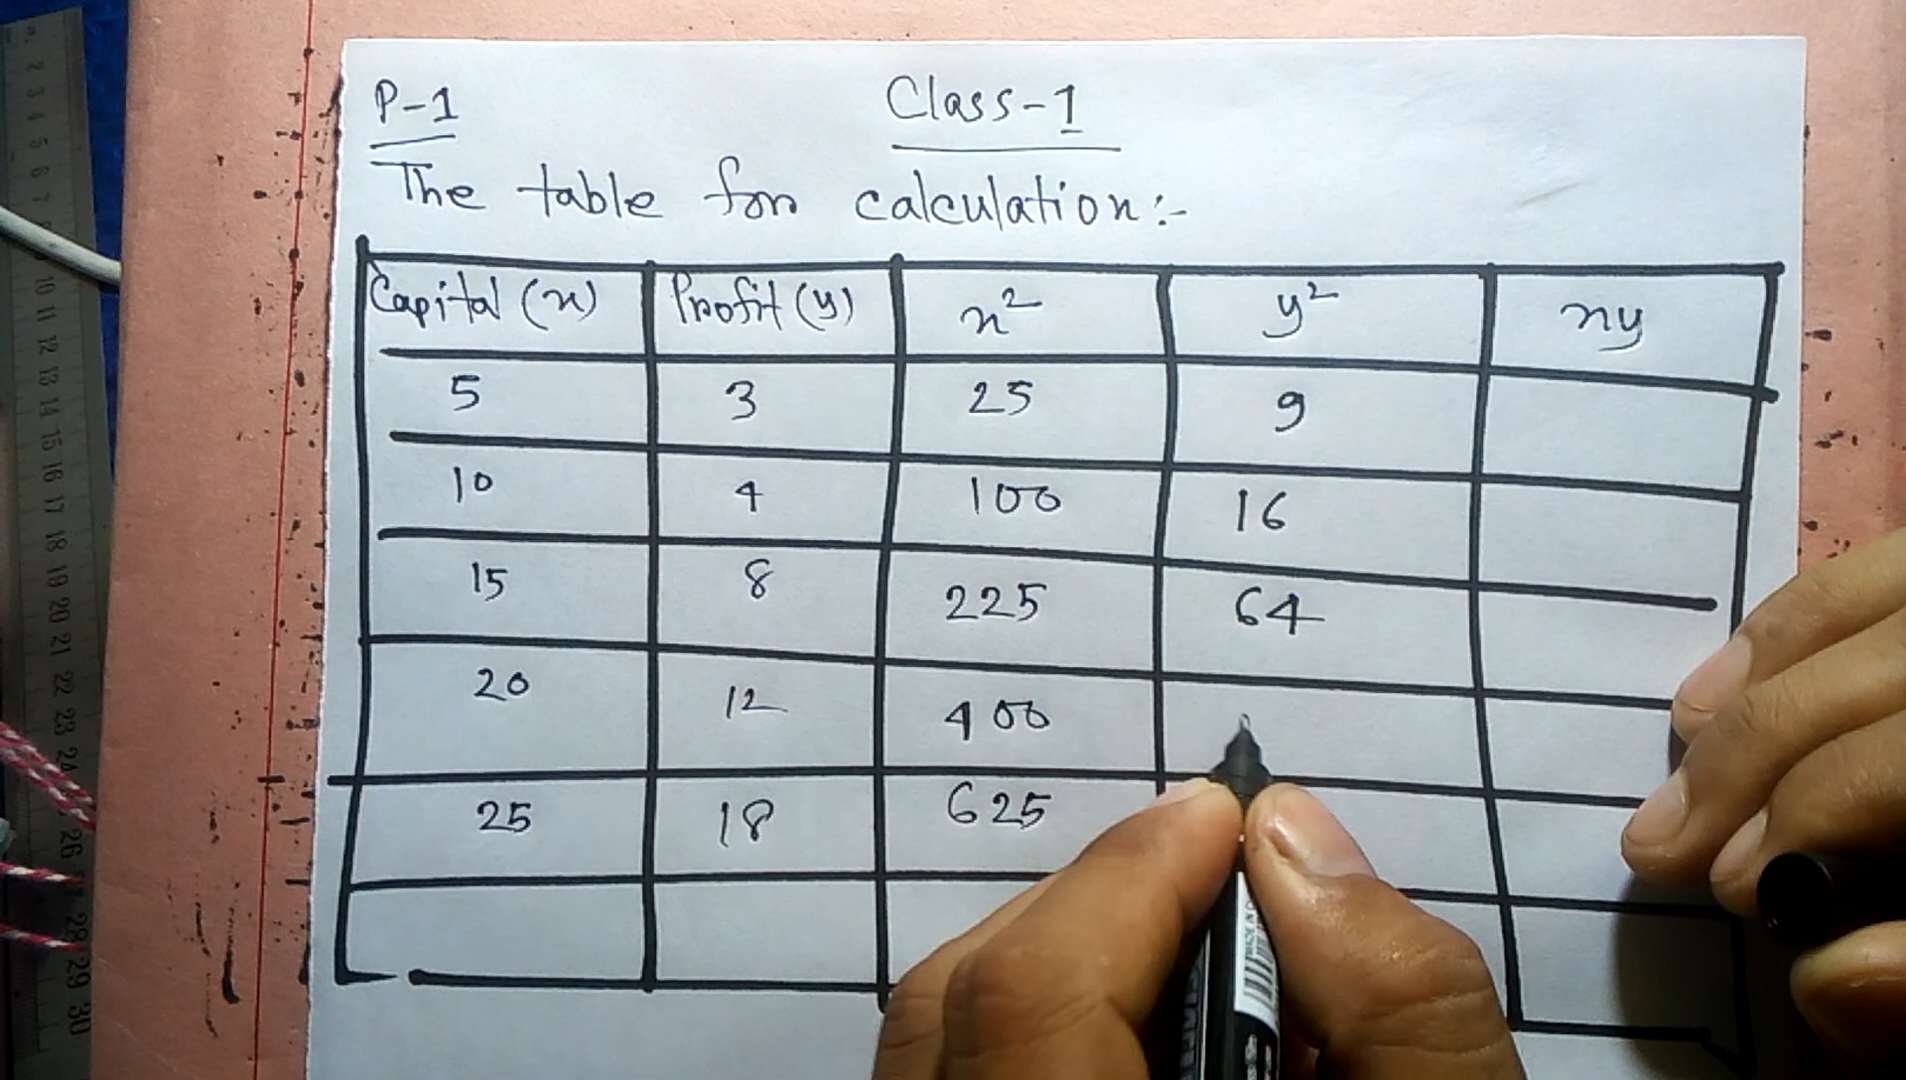 P-1 Class-1
The table for calculation:-
Capital (x) Profit (y) x² y² xy
5 3 25 9
10 4 100 16
15 8 225 64
20 12 400
25 18 625